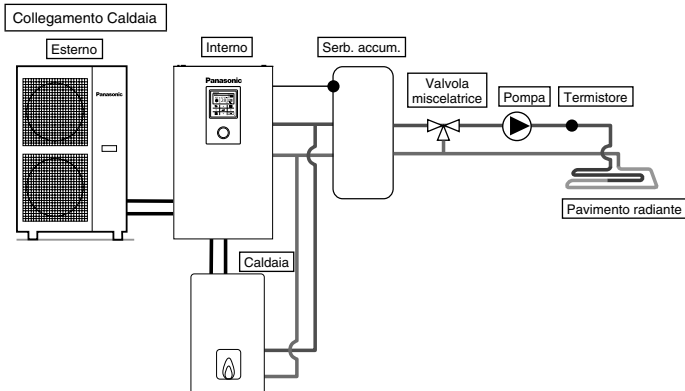 Collegamento Caldaia
Esterno
Interno
Serb. accum.
Valvola
miscelatrice
Pompa
Termistore
Panasonic
Panasonic
Caldaia
Pavimento radiante